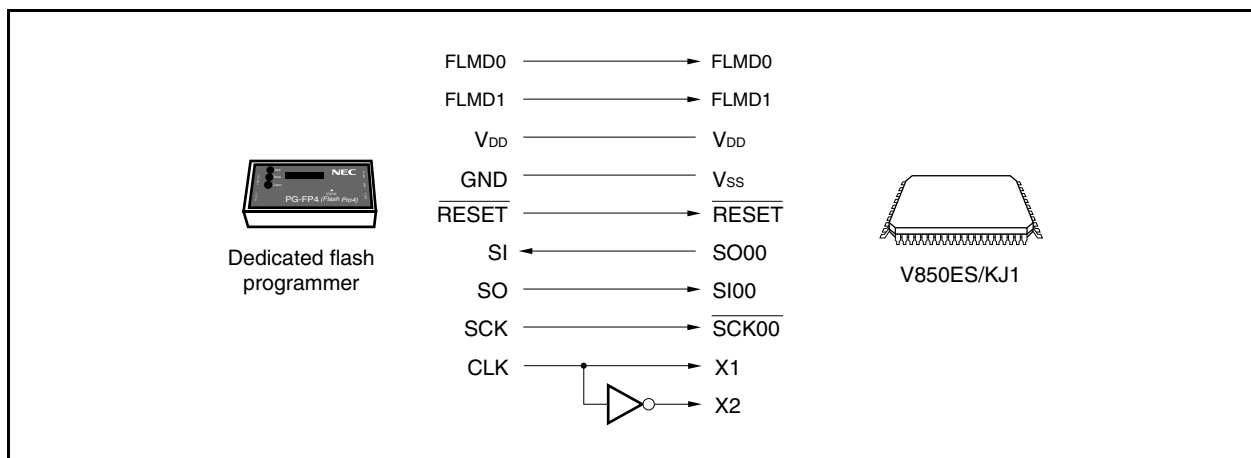 FLMD0 FLMD0
FLMD1 FLMD1
VDD VDD
GND VSS
RESET RESET
SI SO00
SO SI00
SCK SCK00
CLK X1
X2
NEC
PG-FP4 (Flash Pro4)
Dedicated flash
programmer
V850ES/KJ1